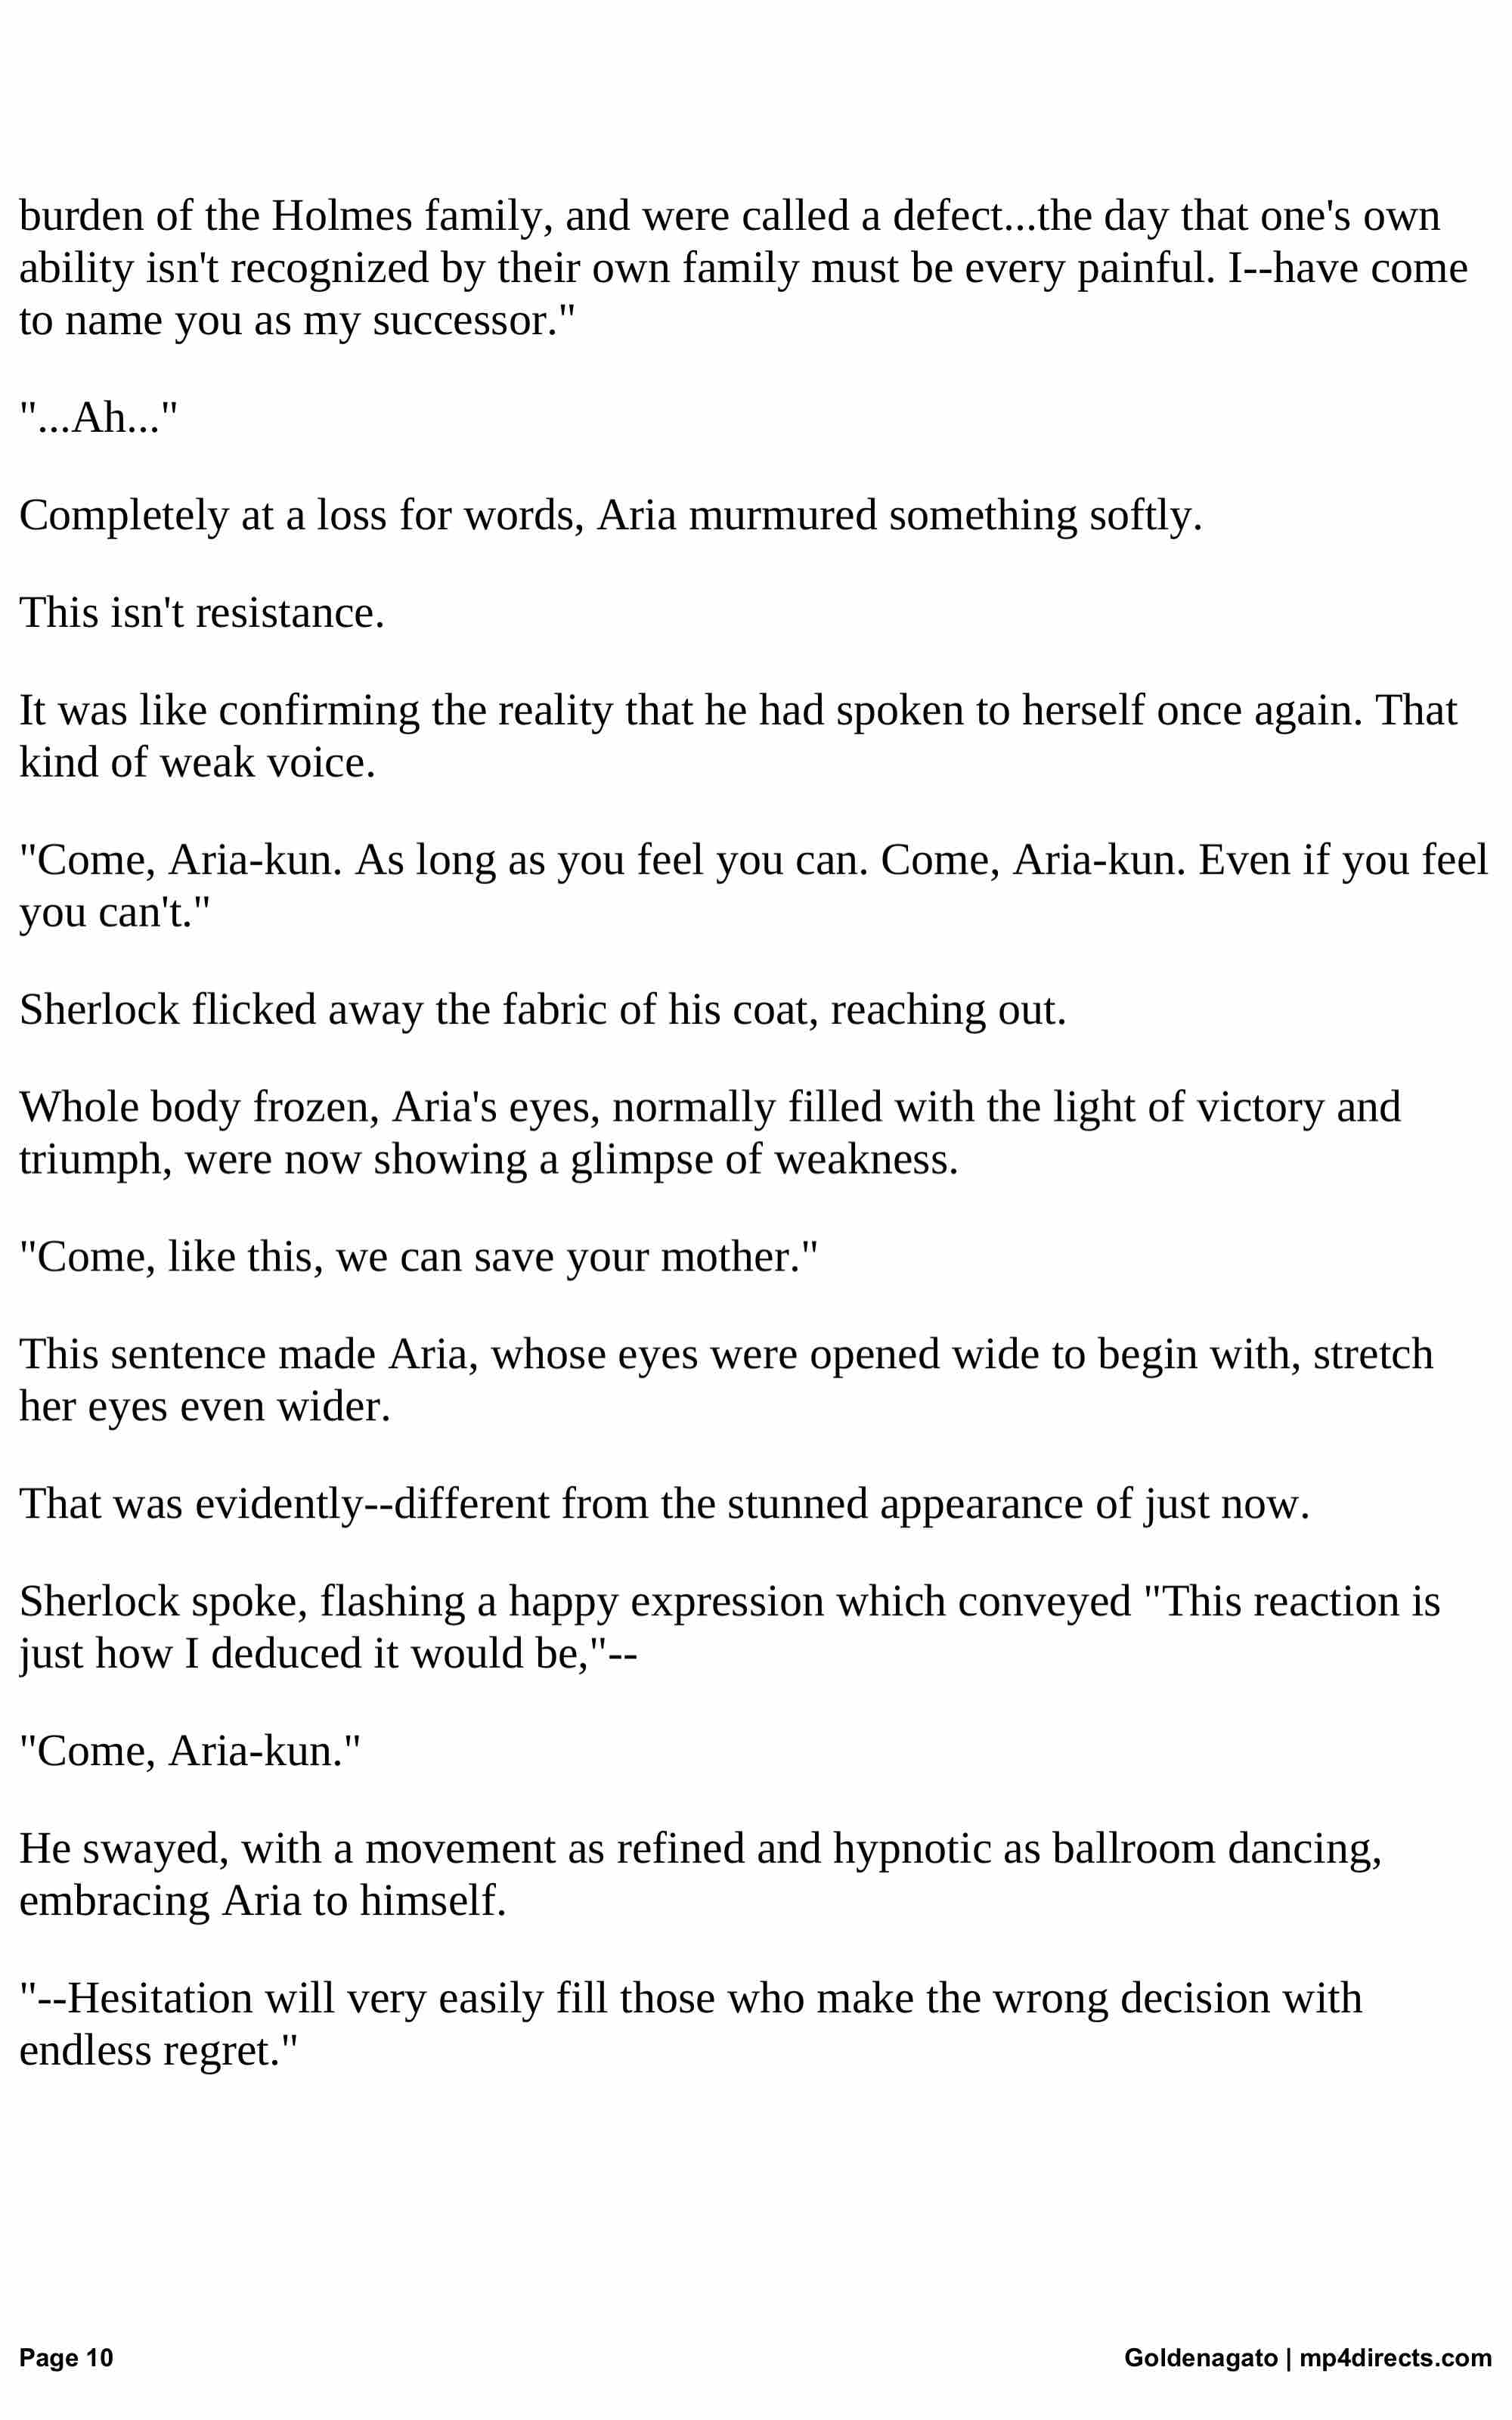 burden of the Holmes family, and were called a defect...the day that one's own
ability isn't recognized by their own family must be every painful. I--have come
to name you as my successor."
"...Ah..."
Completely at a loss for words, Aria murmured something softly.
This isn't resistance.
It was like confirming the reality that he had spoken to herself once again. That
kind of weak voice.
"Come, Aria-kun. As long as you feel you can. Come, Aria-kun. Even if you feel
you can't."
Sherlock flicked away the fabric of his coat, reaching out.
Whole body frozen, Aria's eyes, normally filled with the light of victory and
triumph, were now showing a glimpse of weakness.
"Come, like this, we can save your mother."
This sentence made Aria, whose eyes were opened wide to begin with, stretch
her eyes even wider.
That was evidently--different from the stunned appearance of just now.
Sherlock spoke, flashing a happy expression which conveyed "This reaction is
just how I deduced it would be,"--
"Come, Aria-kun."
He swayed, with a movement as refined and hypnotic as ballroom dancing,
embracing Aria to himself.
"--Hesitation will very easily fill those who make the wrong decision with
endless regret."
Page 10 Goldenagato | mp4directs.com